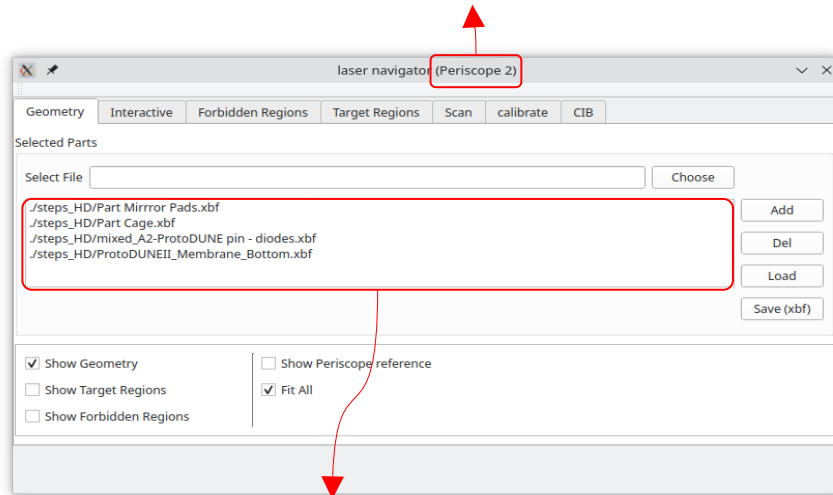 laser navigator (Periscope 2)
Geometry Interactive Forbidden Regions Target Regions Scan calibrate CIB
Selected Parts
Select File Choose
./steps_HD/Part Mirrror Pads.xbf
./steps_HD/Part Cage.xbf
./steps_HD/mixed_A2-ProtoDUNE pin - diodes.xbf
./steps_HD/ProtoDUNEII_Membrane_Bottom.xbf
Add
Del
Load
Save (xbf)
Show Geometry Show Periscope reference
Show Target Regions Fit All
Show Forbidden Regions